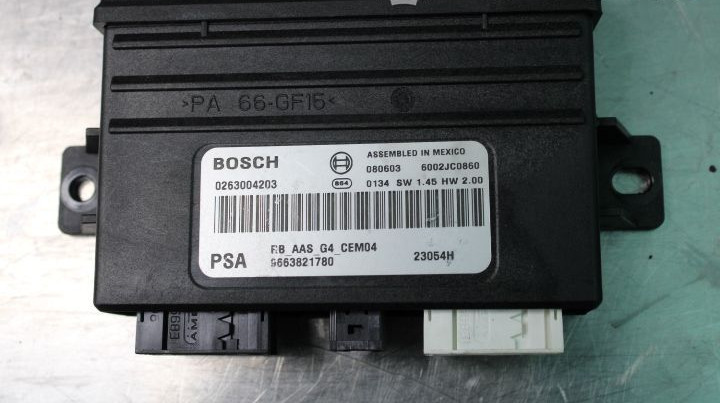 >PA 66-GF15<
BOSCH
ASSEMBLED IN MEXICO
080603 6002JC0860
0263004203
864 0134 SW 1.45 HW 2.00
PSA
RB_AAS_G4_CEM04
9663821780
23054H